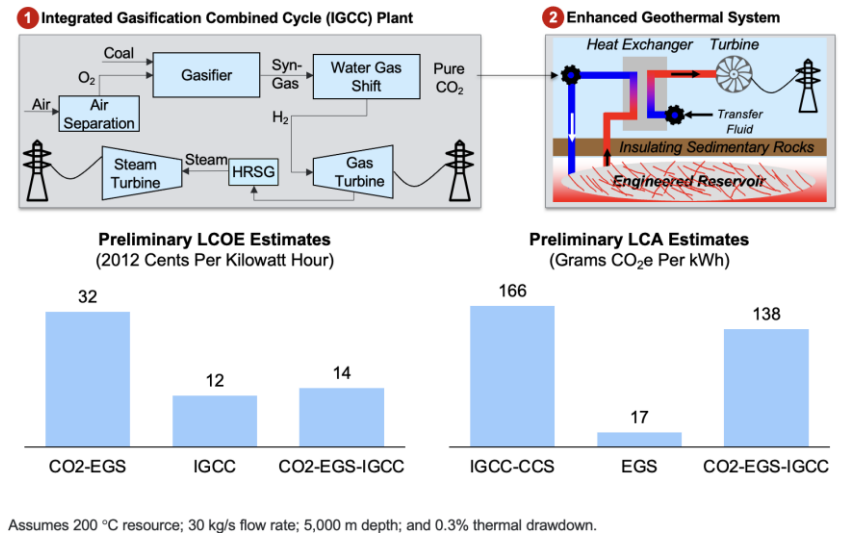 1 Integrated Gasification Combined Cycle (IGCC) Plant
Coal
O2
Air
Air
Separation
Gasifier
Syn-
Gas
Water Gas
Shift
Pure
CO2
H2
Steam
Turbine
Steam
HRSG
Gas
Turbine
2 Enhanced Geothermal System
Heat Exchanger Turbine
Transfer
Fluid
Insulating Sedimentary Rocks
Engineered Reservoir
Preliminary LCOE Estimates
(2012 Cents Per Kilowatt Hour)
32
12
14
CO2-EGS IGCC CO2-EGS-IGCC
Preliminary LCA Estimates
(Grams CO2e Per kWh)
166
17
138
IGCC-CCS EGS CO2-EGS-IGCC
Assumes 200 °C resource; 30 kg/s flow rate; 5,000 m depth; and 0.3% thermal drawdown.